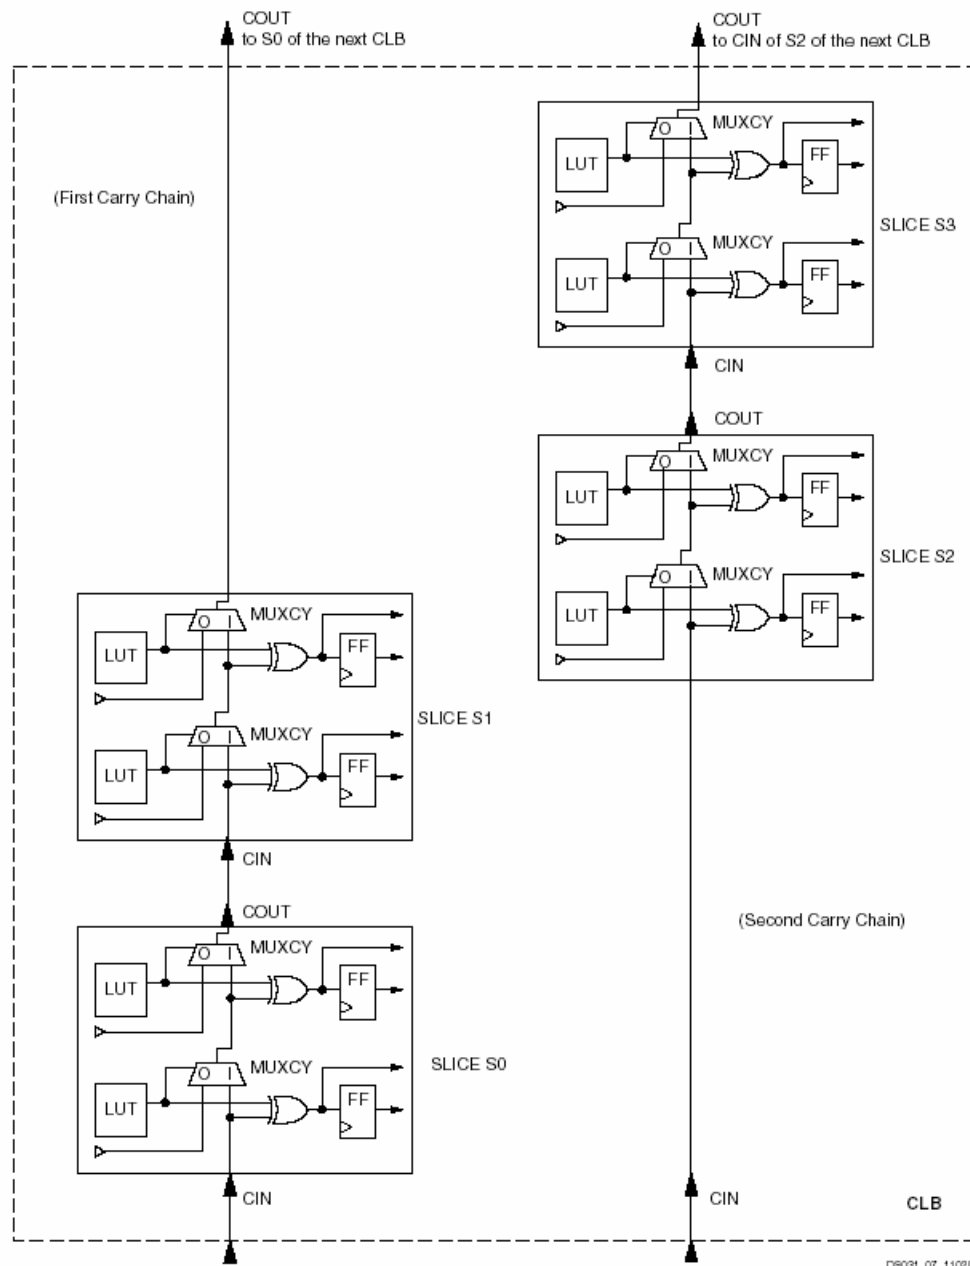 COUT
to S0 of the next CLB
COUT
to CIN of S2 of the next CLB
(First Carry Chain)
O I MUXCY
LUT
FF
SLICE S3
O I MUXCY
LUT
FF
CIN
COUT
O I MUXCY
LUT
FF
SLICE S2
O I MUXCY
LUT
FF
O I MUXCY
LUT
FF
SLICE S1
O I MUXCY
LUT
FF
CIN
COUT
(Second Carry Chain)
O I MUXCY
LUT
FF
SLICE S0
O I MUXCY
LUT
FF
CIN
CIN
CLB